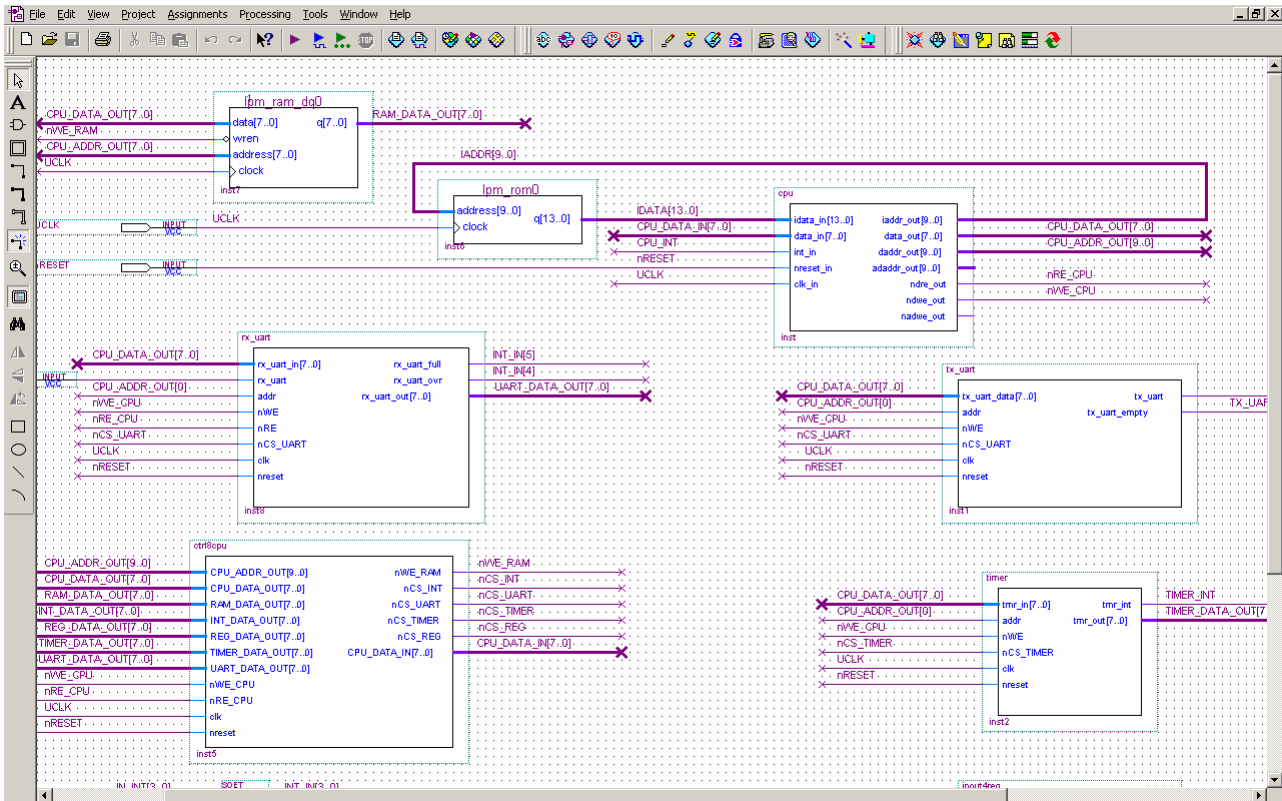 File Edit View Project Assignments Processing Tools Window Help
lpm_ram_dq0
CPU_DATA_OUT[7..0]
nWE_RAM
CPU_ADDR_OUT[7..0]
UCLK
data[7..0] q[7..0]
wren
address[7..0]
clock
inst7
RAM_DATA_OUT[7..0]
IADDR[9..0]
UCLK
INPUT
VCC
UCLK
lpm_rom0
address[9..0] q[13..0]
clock
inst6
RESET
INPUT
VCC
IDATA[13..0]
CPU_DATA_IN[7..0]
CPU_INT
nRESET
UCLK
cpu
idata_in[13..0] iaddr_out[9..0]
data_in[7..0] data_out[7..0]
int_in daddr_out[9..0]
nreset_in adaddr_out[9..0]
clk_in ndre_out
ndwe_out
nadwe_out
inst
CPU_DATA_OUT[7..0]
CPU_ADDR_OUT[9..0]
nRE_CPU
nWE_CPU
rx_uart
INPUT
VCC
CPU_DATA_OUT[7..0]
CPU_ADDR_OUT[0]
nWE_CPU
nRE_CPU
nCS_UART
UCLK
nRESET
rx_uart_in[7..0] rx_uart_full
rx_uart rx_uart_ovr
addr rx_uart_out[7..0]
nWE
nRE
nCS_UART
clk
nreset
inst8
INT_IN[5]
INT_IN[4]
UART_DATA_OUT[7..0]
tx_uart
CPU_DATA_OUT[7..0]
CPU_ADDR_OUT[0]
nWE_CPU
nCS_UART
UCLK
nRESET
tx_uart_data[7..0] tx_uart
addr tx_uart_empty
nWE
nCS_UART
clk
nreset
inst1
TX_UAR
ctrl8cpu
CPU_ADDR_OUT[9..0]
CPU_DATA_OUT[7..0]
RAM_DATA_OUT[7..0]
INT_DATA_OUT[7..0]
REG_DATA_OUT[7..0]
TIMER_DATA_OUT[7..0]
UART_DATA_OUT[7..0]
nWE_CPU
nRE_CPU
UCLK
nRESET
CPU_ADDR_OUT[9..0] nWE_RAM
CPU_DATA_OUT[7..0] nCS_INT
RAM_DATA_OUT[7..0] nCS_UART
INT_DATA_OUT[7..0] nCS_TIMER
REG_DATA_OUT[7..0] nCS_REG
TIMER_DATA_OUT[7..0] CPU_DATA_IN[7..0]
UART_DATA_OUT[7..0]
nWE_CPU
nRE_CPU
clk
nreset
inst5
nWE_RAM
nCS_INT
nCS_UART
nCS_TIMER
nCS_REG
CPU_DATA_IN[7..0]
timer
CPU_DATA_OUT[7..0]
CPU_ADDR_OUT[0]
nWE_CPU
nCS_TIMER
UCLK
nRESET
tmr_in[7..0] tmr_int
addr tmr_out[7..0]
nWE
nCS_TIMER
clk
nreset
inst2
TIMER_INT
TIMER_DATA_OUT[7
IN_INT[3..0]
INT_IN[3..0]
inout4reg